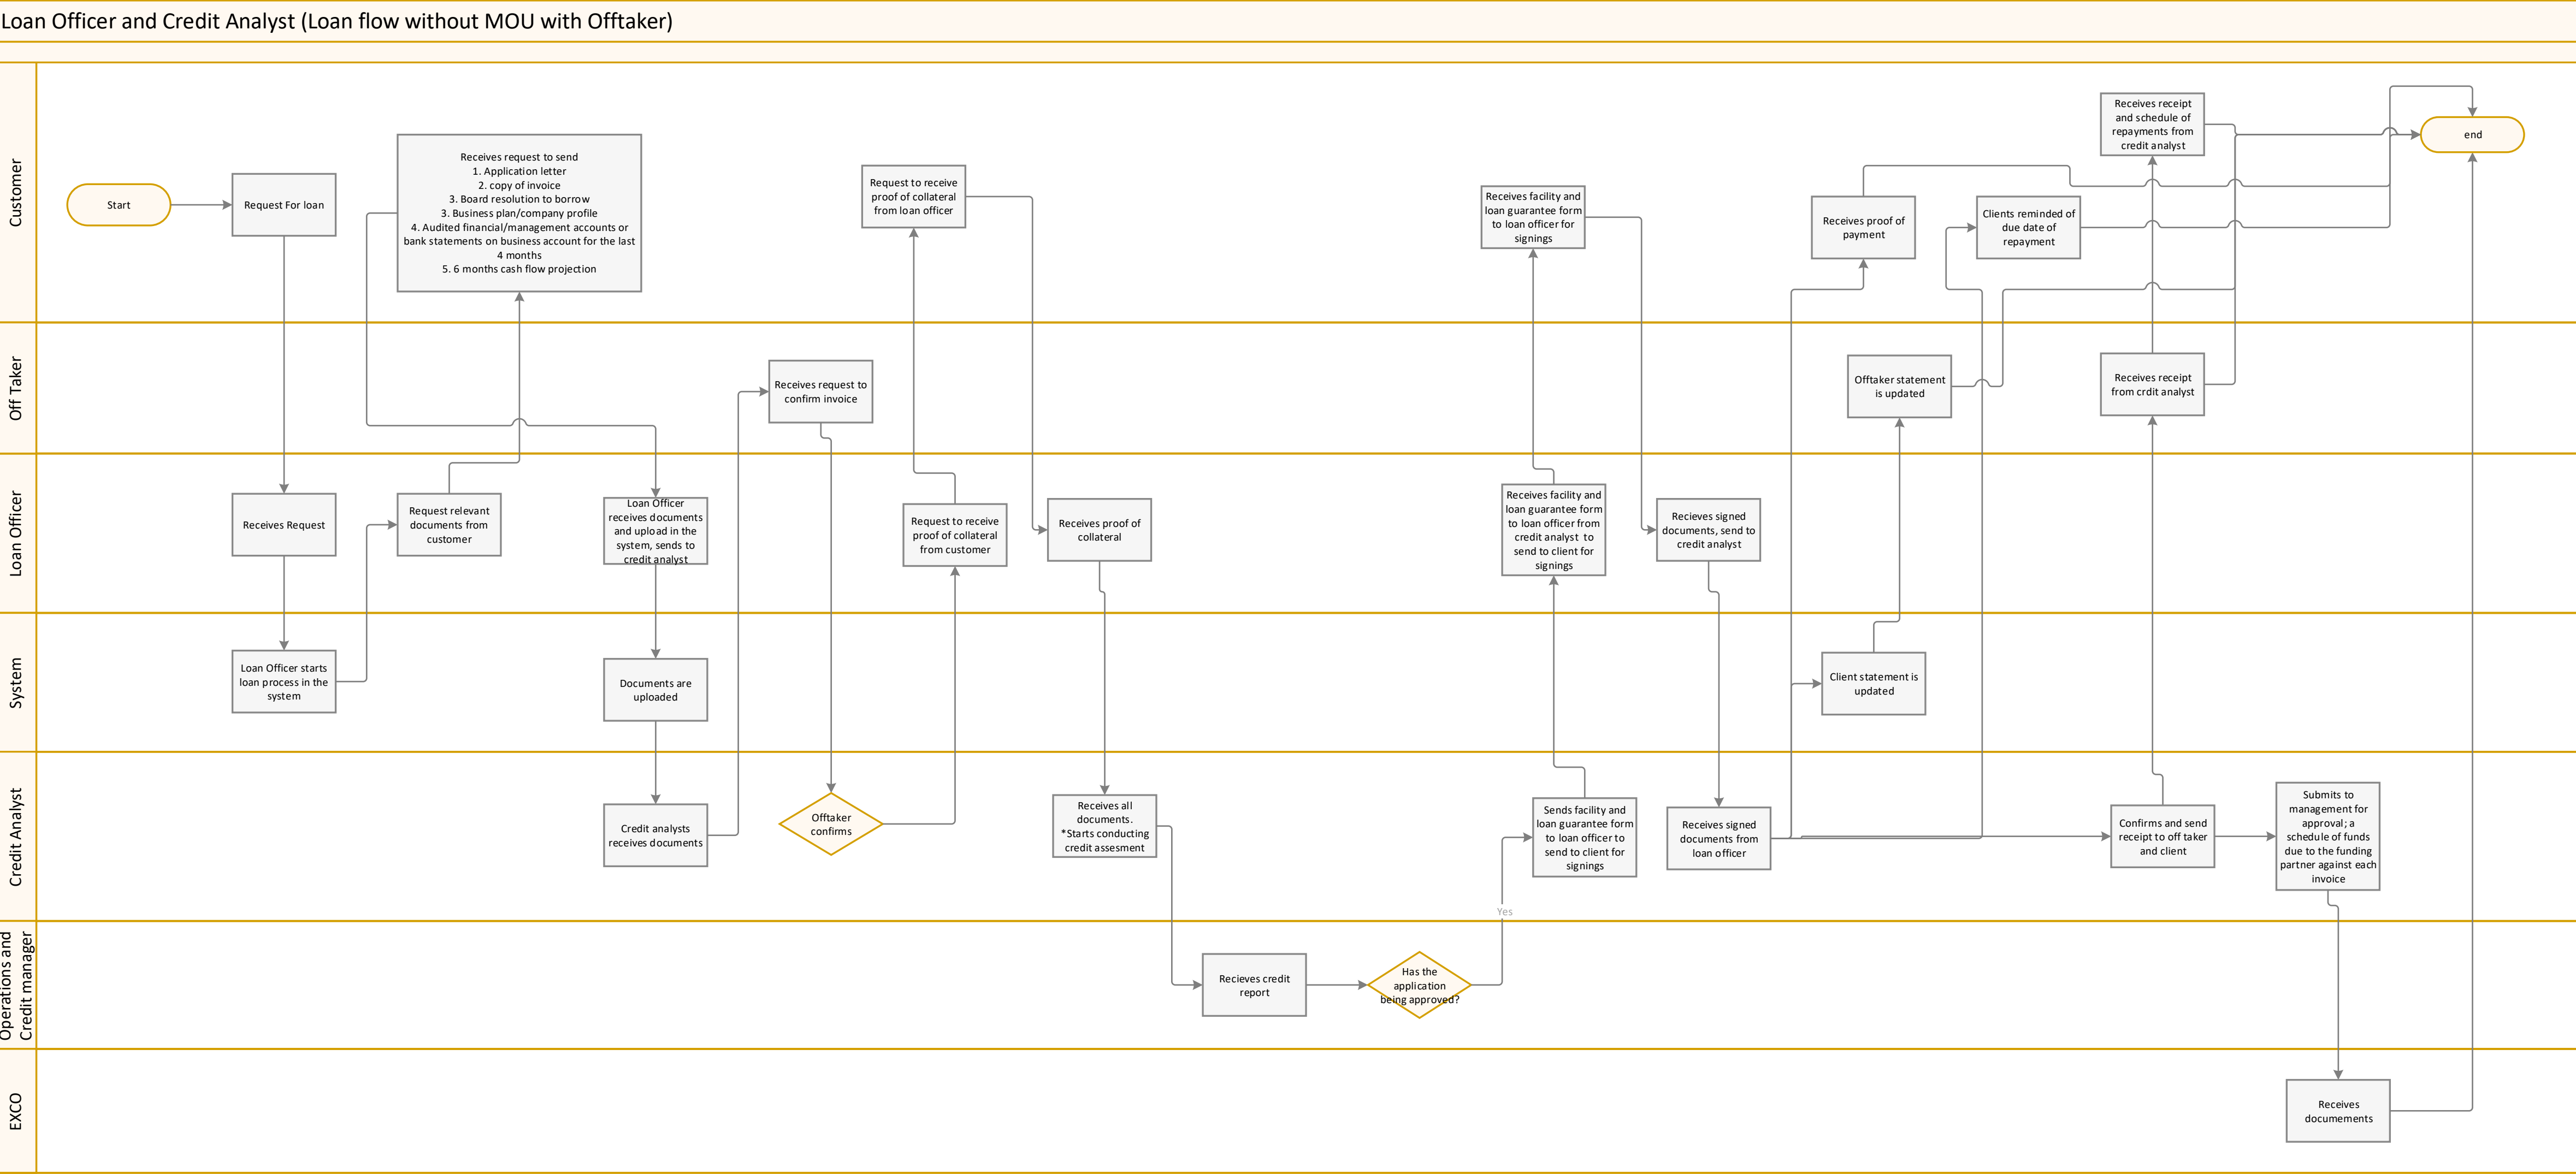 Loan Officer and Credit Analyst (Loan flow without MOU with Offtaker)
Customer
Start
Request For loan
Receives request to send
1. Application letter
2. copy of invoice
3. Board resolution to borrow
3. Business plan/company profile
4. Audited financial/management accounts or
bank statements on business account for the last
4 months
5. 6 months cash flow projection
Request to receive
proof of collateral
from loan officer
Receives facility and
loan guarantee form
to loan officer for
signings
Receives proof of
payment
Clients reminded of
due date of
repayment
Receives receipt
and schedule of
repayments from
credit analyst
end
Off Taker
Receives request to
confirm invoice
Offtaker statement
is updated
Receives receipt
from crdit analyst
Loan Officer
Receives Request
Request relevant
documents from
customer
Loan Officer
receives documents
and upload in the
system, sends to
credit analyst
Request to receive
proof of collateral
from customer
Receives proof of
collateral
Receives facility and
loan guarantee form
to loan officer from
credit analyst to
send to client for
signings
Recieves signed
documents, send to
credit analyst
System
Loan Officer starts
loan process in the
system
Documents are
uploaded
Client statement is
updated
Credit Analyst
Credit analysts
receives documents
Offtaker
confirms
Receives all
documents.
*Starts conducting
credit assesment
Sends facility and
loan guarantee form
to loan officer to
send to client for
signings
Receives signed
documents from
loan officer
Confirms and send
receipt to off taker
and client
Submits to
management for
approval; a
schedule of funds
due to the funding
partner against each
invoice
Yes
Operations and
Credit manager
Recieves credit
report
Has the
application
being approved?
EXCO
Receives
documements